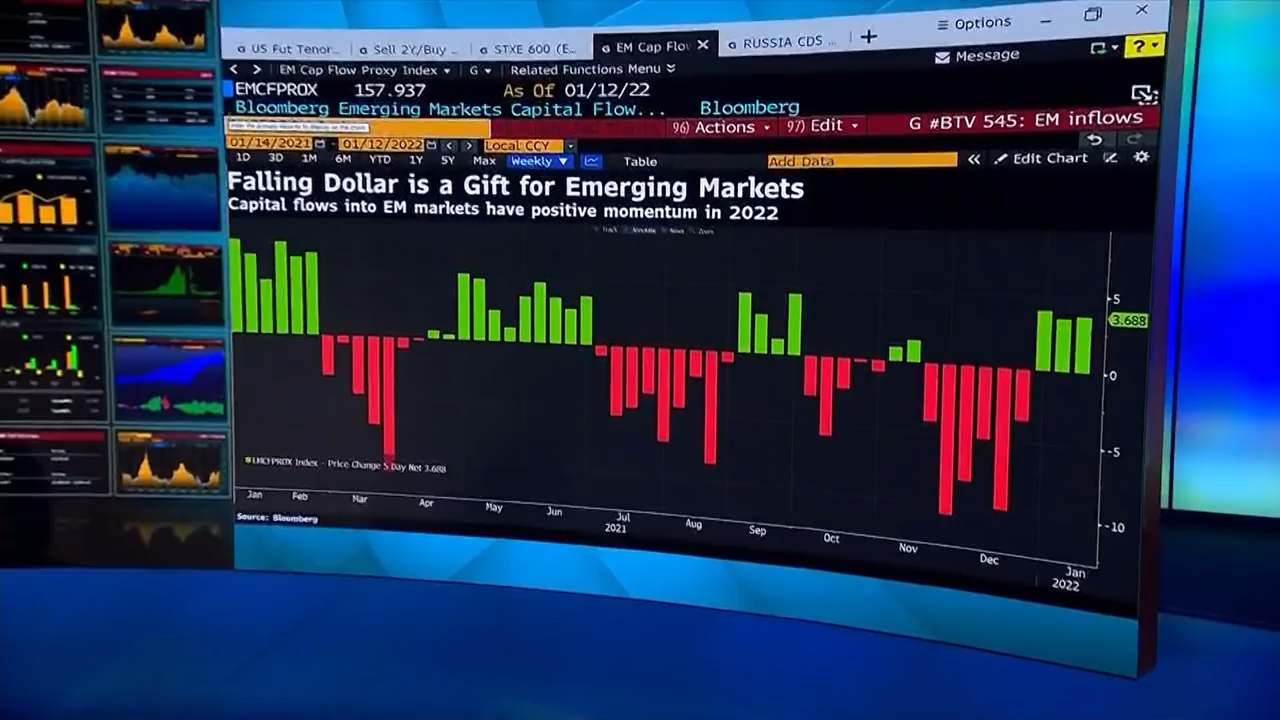 Options
US Fut Tenor... Sell 2Y/Buy ... STXE 600 (E... EM Cap Flo RUSSIA CDS ...
Message
EM Cap Flow Proxy Index G Related Functions Menu
EMCFPROX 157.937 As Of 01/12/22
Bloomberg Emerging Markets Capital Flow... Bloomberg
96) Actions 97) Edit G #BTV 545: EM inflows
01/14/2021 - 01/12/2022 Local CCY
1D 3D 1M 6M YTD 1Y 5Y Max Weekly Table Add Data Edit Chart
Falling Dollar is a Gift for Emerging Markets
Capital flows into EM markets have positive momentum in 2022
Track Annotate News Zoom
5
3.688
0
-5
-10
EMCFPROX Index - Price Change 5 Day Net 3.688
Jan Feb Mar Apr May Jun Jul Aug Sep Oct Nov Dec Jan
2021 2022
Source: Bloomberg